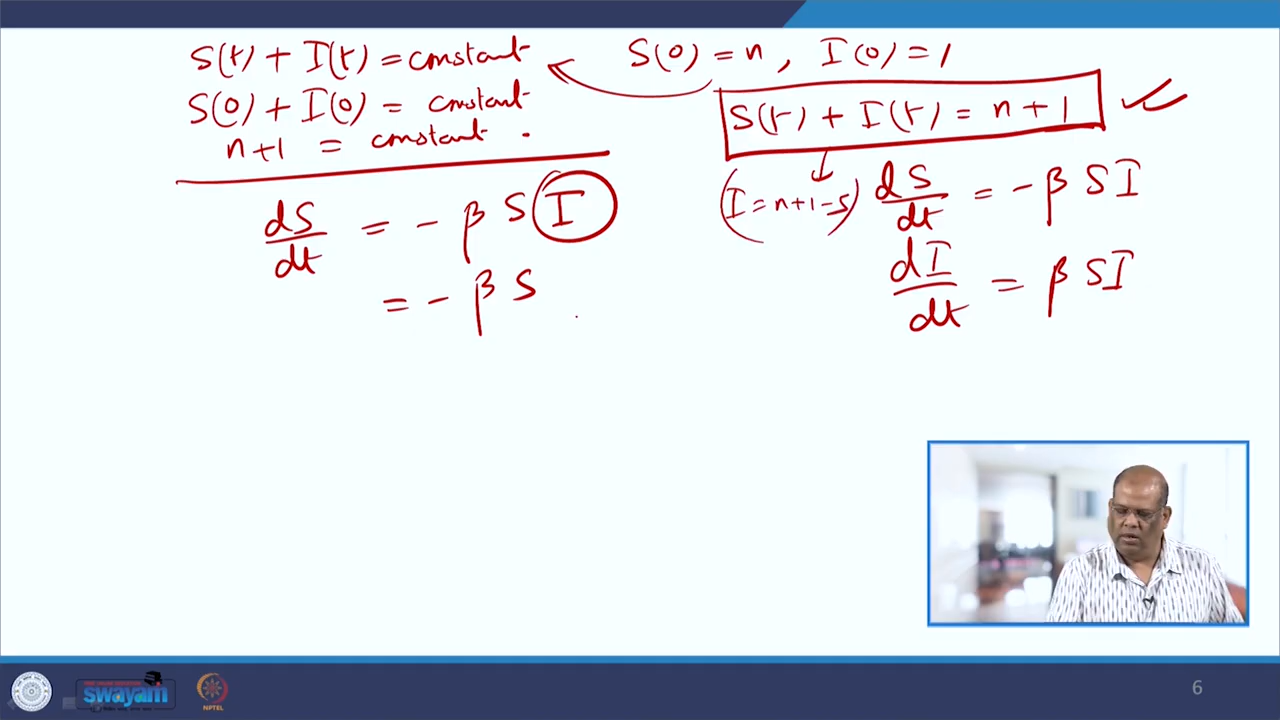 S(t) + I(t) = constant
S(0) + I(0) = constant
n+1 = constant .
S(0) = n , I(0) = 1
S(t) + I(t) = n + 1
(I = n+1-S)
dS/dt = - β S I
dI/dt = β S I
dS/dt = - β S I
= - β S
6
swayam
NPTEL